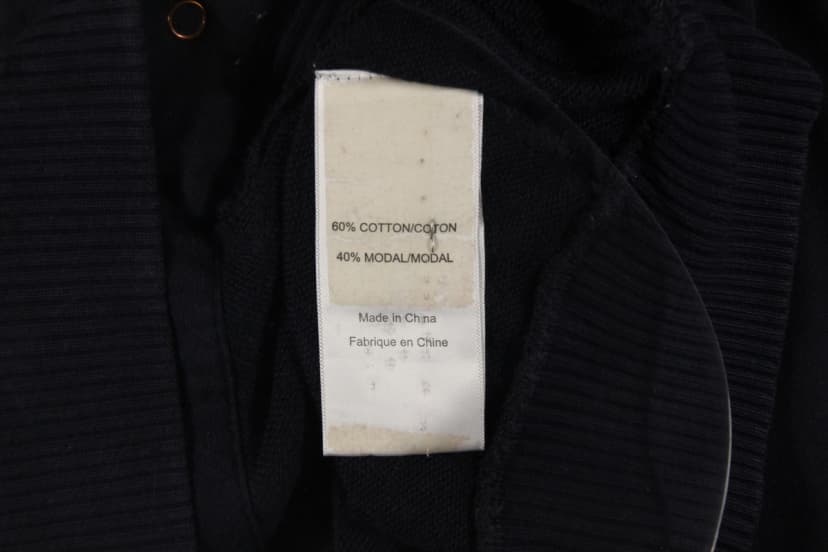 60% COTTON/COTON
40% MODAL/MODAL
Made in China
Fabrique en Chine